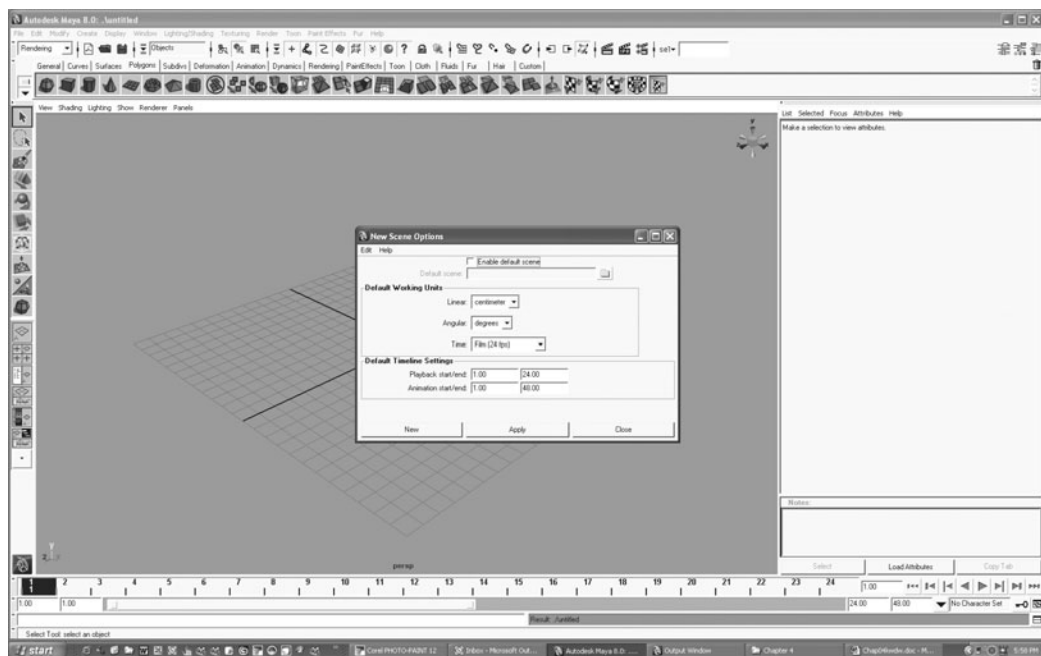 Autodesk Maya 8.0: .\untitled
File Edit Modify Create Display Window Lighting/Shading Texturing Render Toon Paint Effects Fur Help
Rendering Objects sel-
General Curves Surfaces Polygons Subdivs Deformation Animation Dynamics Rendering PaintEffects Toon Cloth Fluids Fur Hair Custom
View Shading Lighting Show Renderer Panels
List Selected Focus Attributes Help
Make a selection to view attributes.
New Scene Options
Edit Help
Enable default scene
Default scene:
Default Working Units
Linear: centimeter
Angular: degrees
Time: Film (24 fps)
Default Timeline Settings
Playback start/end: 1.00 24.00
Animation start/end: 1.00 48.00
New Apply Close
Notes:
persp
Select Load Attributes Copy Tab
1 2 3 4 5 6 7 8 9 10 11 12 13 14 15 16 17 18 19 20 21 22 23 24 1.00
1
1.00 1.00 24.00 48.00 No Character Set
Result: ./untitled
Select Tool: select an object
start Corel PHOTO-PAINT 12 Inbox - Microsoft Out... Autodesk Maya 8.0: ... Output Window Chapter 4 5:58 PM